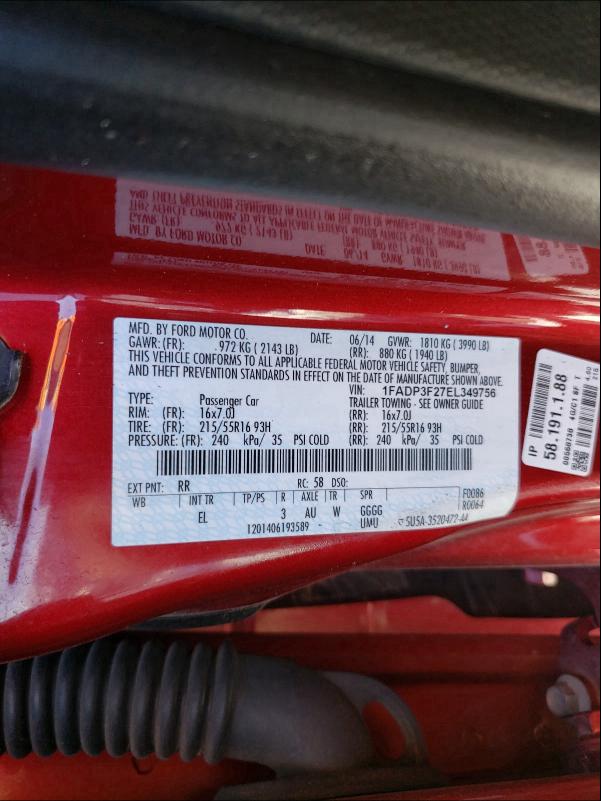 MFD. BY FORD MOTOR CO.
DATE: 06/14 GVWR: 1810 KG ( 3990 LB)
GAWR: (FR): 972 KG ( 2143 LB) (RR): 880 KG ( 1940 LB)
THIS VEHICLE CONFORMS TO ALL APPLICABLE FEDERAL MOTOR VEHICLE SAFETY, BUMPER,
AND THEFT PREVENTION STANDARDS IN EFFECT ON THE DATE OF MANUFACTURE SHOWN ABOVE.
VIN: 1FADP3F27EL349756
TYPE: Passenger Car TRAILER TOWING - SEE OWNER GUIDE
RIM: (FR): 16x7.0J (RR): 16x7.0J
TIRE: (FR): 215/55R16 93H (RR): 215/55R16 93H
PRESSURE: (FR): 240 kPa/ 35 PSI COLD (RR): 240 kPa/ 35 PSI COLD
EXT PNT: RR RC: 58 DSO:
WB INT TR TP/PS R AXLE TR SPR F0086
EL 3 AU W GGGG R0064
1201406193589 UMU 5U5A-3520472-AA
IP
58.191.1.88